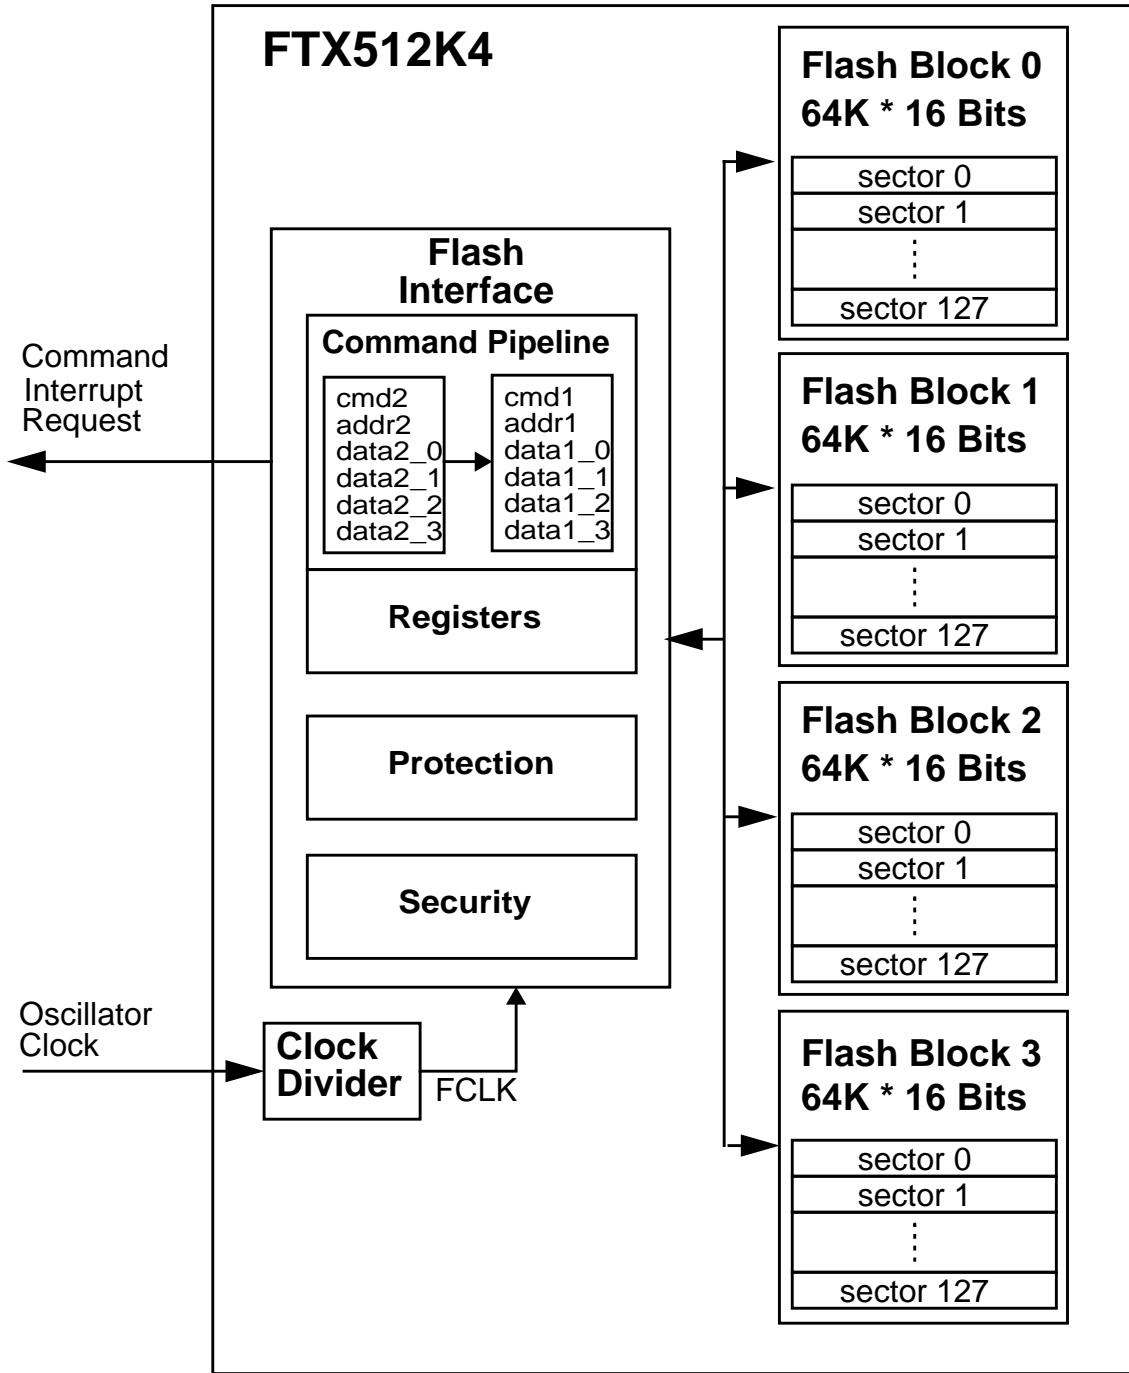 FTX512K4
Flash Block 0
64K * 16 Bits
sector 0
sector 1
sector 127
Flash
Interface
Command Pipeline
cmd2
addr2
data2_0
data2_1
data2_2
data2_3
cmd1
addr1
data1_0
data1_1
data1_2
data1_3
Registers
Protection
Security
Command
Interrupt
Request
Flash Block 1
64K * 16 Bits
sector 0
sector 1
sector 127
Flash Block 2
64K * 16 Bits
sector 0
sector 1
sector 127
Oscillator
Clock
Clock
Divider
FCLK
Flash Block 3
64K * 16 Bits
sector 0
sector 1
sector 127